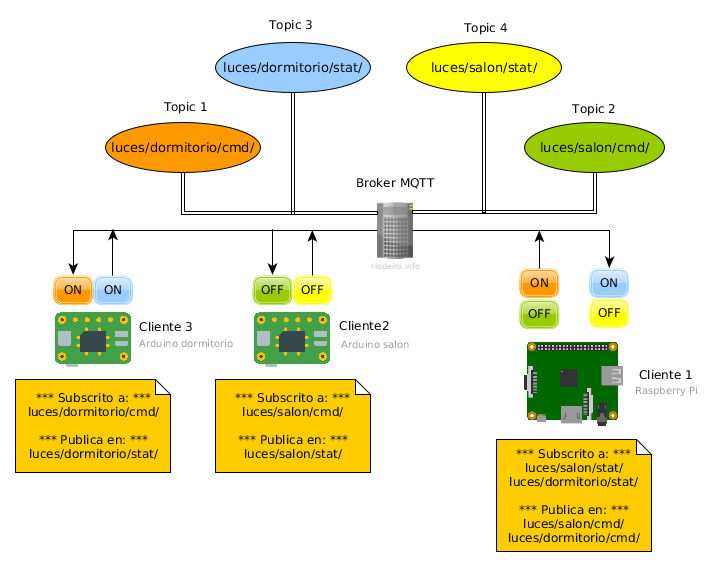 Topic 3
Topic 4
luces/dormitorio/stat/
luces/salon/stat/
Topic 1
Topic 2
luces/dormitorio/cmd/
luces/salon/cmd/
Broker MQTT
riodeiro.info
ON
ON
OFF
OFF
ON
OFF
ON
OFF
Cliente 3
Arduino dormitorio
Cliente2
Arduino salon
Cliente 1
Raspberry Pi
*** Subscrito a: ***
luces/dormitorio/cmd/
*** Publica en: ***
luces/dormitorio/stat/
*** Subscrito a: ***
luces/salon/cmd/
*** Publica en: ***
luces/salon/stat/
*** Subscrito a: ***
luces/salon/stat/
luces/dormitorio/stat/
*** Publica en: ***
luces/salon/cmd/
luces/dormitorio/cmd/